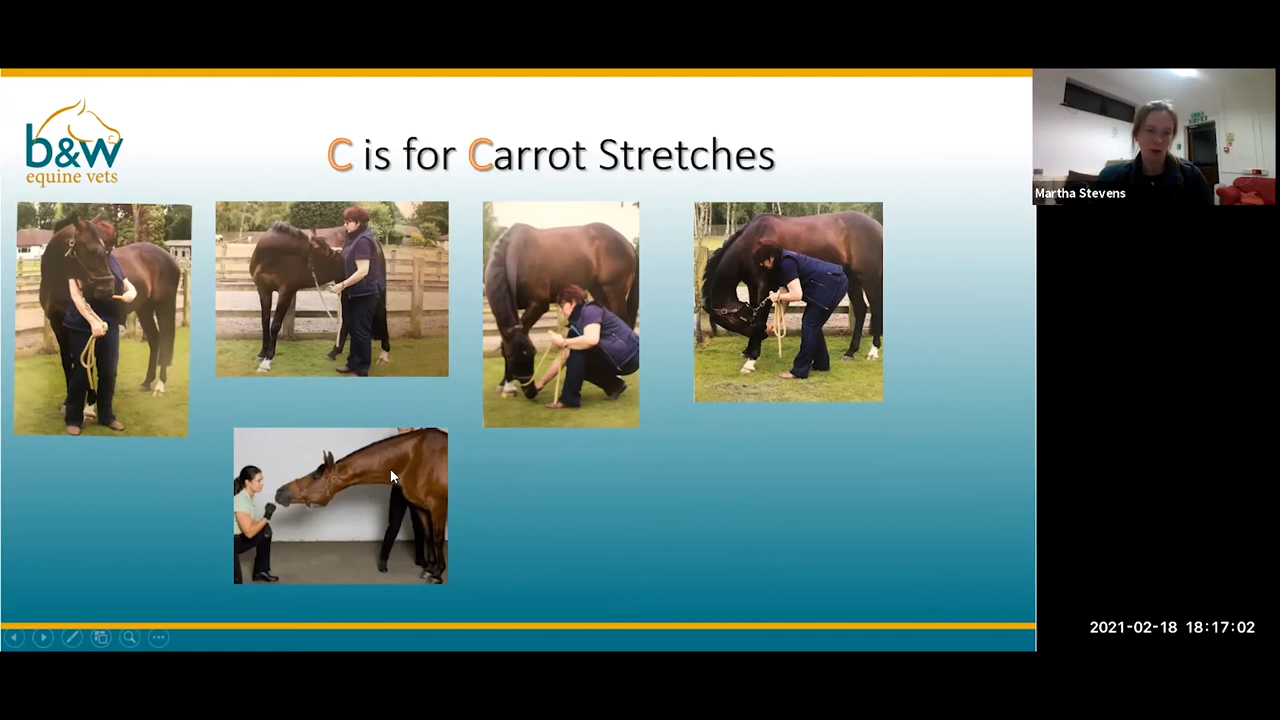 b&w
equine vets
C is for Carrot Stretches
Martha Stevens
2021-02-18 18:17:02